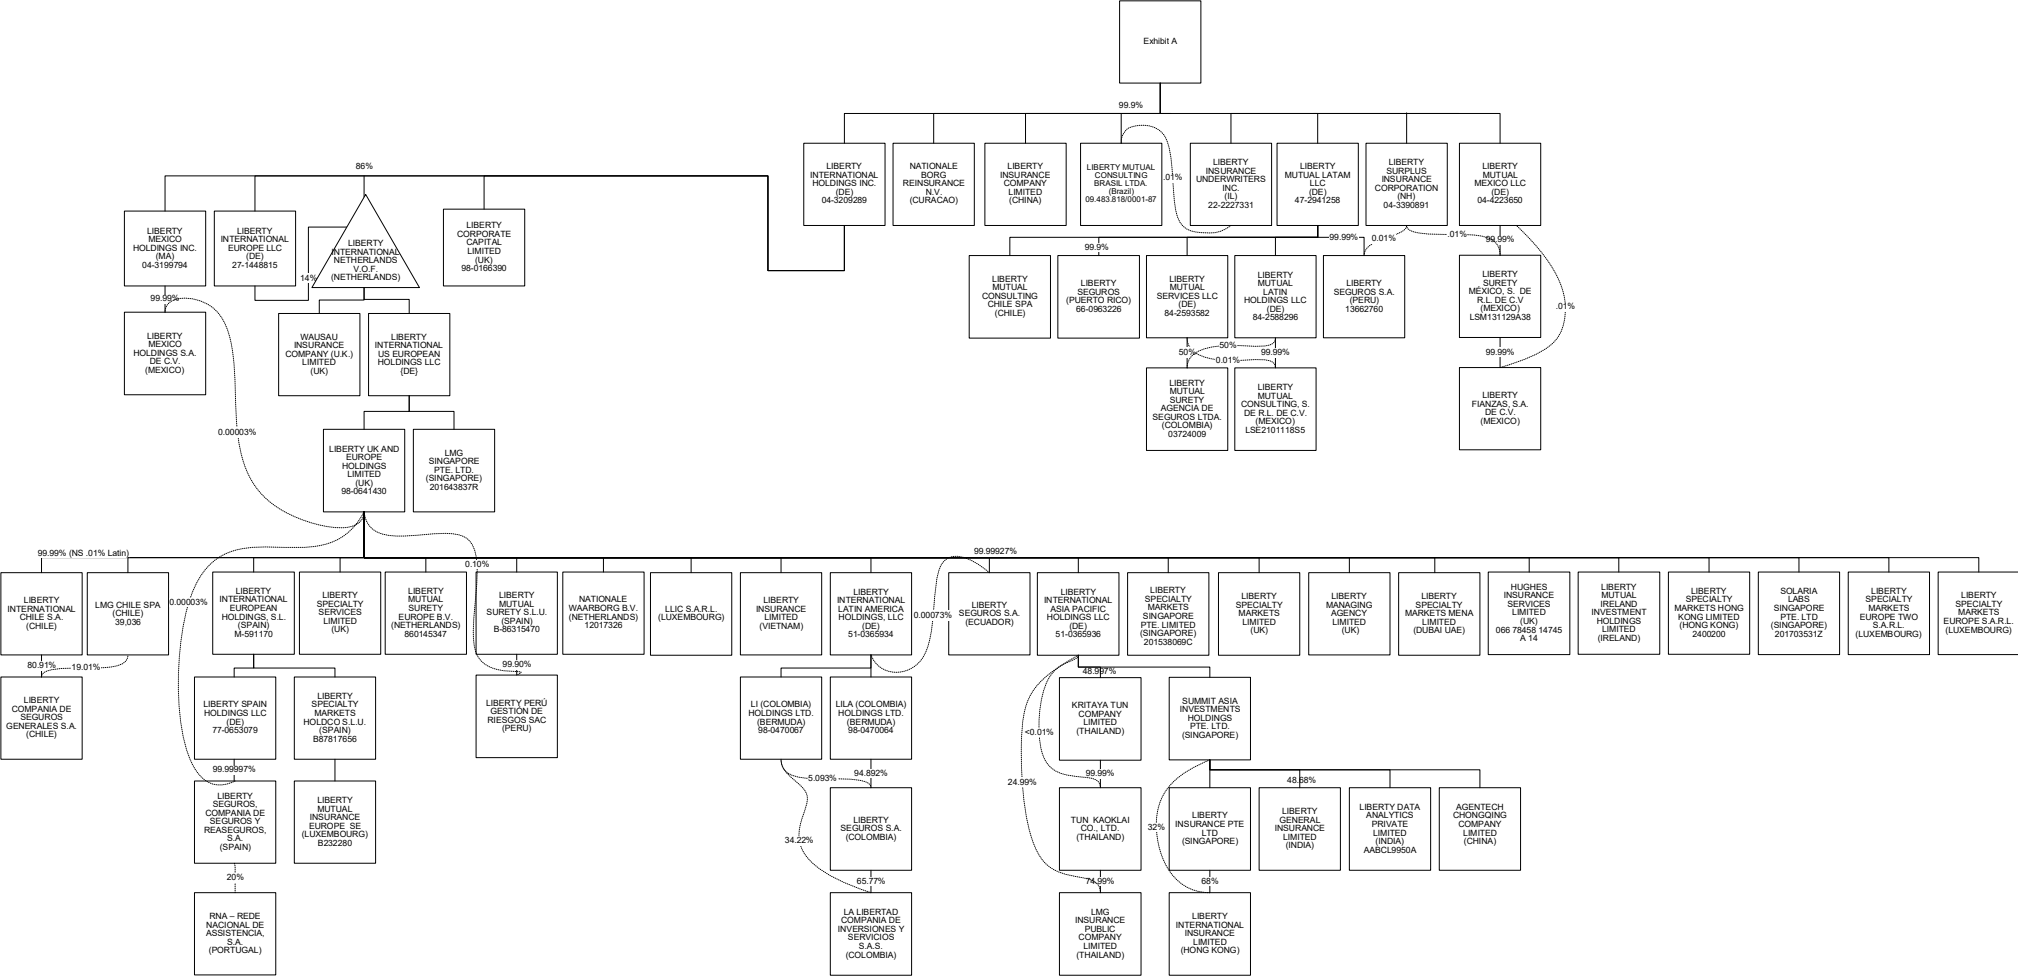 Exhibit A
99.9%
LIBERTY
INTERNATIONAL
HOLDINGS INC.
(DE)
04-3209289
NATIONALE
BORG
REINSURANCE
N.V.
(CURACAO)
LIBERTY
INSURANCE
COMPANY
LIMITED
(CHINA)
LIBERTY MUTUAL
CONSULTING
BRASIL LTDA.
(Brazil)
09.483.818/0001-87
.01%
LIBERTY
INSURANCE
UNDERWRITERS
INC.
(IL)
22-2227331
LIBERTY
MUTUAL LATAM
LLC
(DE)
47-2941258
LIBERTY
SURPLUS
INSURANCE
CORPORATION
(NH)
04-3390891
LIBERTY
MUTUAL
MEXICO LLC
(DE)
04-4223650
86%
LIBERTY
MEXICO
HOLDINGS INC.
(MA)
04-3199794
LIBERTY
INTERNATIONAL
EUROPE LLC
(DE)
27-1448815
14%
LIBERTY
INTERNATIONAL
NETHERLANDS
V.O.F.
(NETHERLANDS)
LIBERTY
CORPORATE
CAPITAL
LIMITED
(UK)
98-0166390
99.9%
99.99%
0.01%
.01%
99.99%
.01%
LIBERTY
MUTUAL
CONSULTING
CHILE SPA
(CHILE)
LIBERTY
SEGUROS
(PUERTO RICO)
66-0963226
LIBERTY
MUTUAL
SERVICES LLC
(DE)
84-2593582
LIBERTY
MUTUAL
LATIN
HOLDINGS LLC
(DE)
84-2588296
LIBERTY
SEGUROS S.A.
(PERU)
13662760
LIBERTY
SURETY
MÉXICO, S. DE
R.L. DE C.V
(MEXICO)
LSM131129A38
99.99%
LIBERTY
MEXICO
HOLDINGS S.A.
DE C.V.
(MEXICO)
WAUSAU
INSURANCE
COMPANY (U.K.)
LIMITED
(UK)
LIBERTY
INTERNATIONAL
US EUROPEAN
HOLDINGS LLC
{DE}
50%
50%
0.01%
99.99%
99.99%
LIBERTY
MUTUAL
SURETY
AGENCIA DE
SEGUROS LTDA.
(COLOMBIA)
03724009
LIBERTY
MUTUAL
CONSULTING, S.
DE R.L. DE C.V.
(MEXICO)
LSE2101118S5
LIBERTY
FIANZAS, S.A.
DE C.V.
(MEXICO)
0.00003%
LIBERTY UK AND
EUROPE
HOLDINGS
LIMITED
(UK)
98-0641430
LMG
SINGAPORE
PTE. LTD.
(SINGAPORE)
201643837R
99.99% (NS .01% Latin)
0.10%
99.99927%
LIBERTY
INTERNATIONAL
CHILE S.A.
(CHILE)
LMG CHILE SPA
(CHILE)
39,036
0.00003%
LIBERTY
INTERNATIONAL
EUROPEAN
HOLDINGS, S.L.
(SPAIN)
M-591170
LIBERTY
SPECIALTY
SERVICES
LIMITED
(UK)
LIBERTY
MUTUAL
SURETY
EUROPE B.V.
(NETHERLANDS)
860145347
LIBERTY
MUTUAL
SURETY S.L.U.
(SPAIN)
B-86315470
NATIONALE
WAARBORG B.V.
(NETHERLANDS)
12017326
LLIC S.A.R.L.
(LUXEMBOURG)
LIBERTY
INSURANCE
LIMITED
(VIETNAM)
LIBERTY
INTERNATIONAL
LATIN AMERICA
HOLDINGS, LLC
(DE)
51-0365934
0.00073%
LIBERTY
SEGUROS S.A.
(ECUADOR)
LIBERTY
INTERNATIONAL
ASIA PACIFIC
HOLDINGS LLC
(DE)
51-0365936
LIBERTY
SPECIALTY
MARKETS
SINGAPORE
PTE. LIMITED
(SINGAPORE)
201538069C
LIBERTY
SPECIALTY
MARKETS
LIMITED
(UK)
LIBERTY
MANAGING
AGENCY
LIMITED
(UK)
LIBERTY
SPECIALTY
MARKETS MENA
LIMITED
(DUBAI UAE)
HUGHES
INSURANCE
SERVICES LIMITED
(UK)
066 78458 14745
A 14
LIBERTY
MUTUAL
IRELAND
INVESTMENT
HOLDINGS
LIMITED
(IRELAND)
LIBERTY
SPECIALTY
MARKETS HONG
KONG LIMITED
(HONG KONG)
2400200
SOLARIA
LABS
SINGAPORE
PTE. LTD
(SINGAPORE)
201703531Z
LIBERTY
SPECIALTY
MARKETS
EUROPE TWO
S.A.R.L.
(LUXEMBOURG)
LIBERTY
SPECIALTY
MARKETS
EUROPE S.A.R.L.
(LUXEMBOURG)
80.91%
19.01%
99.90%
48.997%
LIBERTY
COMPANIA DE
SEGUROS
GENERALES S.A.
(CHILE)
LIBERTY SPAIN
HOLDINGS LLC
(DE)
77-0653079
LIBERTY
SPECIALTY
MARKETS
HOLDCO S.L.U.
(SPAIN)
B87817656
LIBERTY PERÚ
GESTIÓN DE
RIESGOS SAC
(PERU)
LI (COLOMBIA)
HOLDINGS LTD.
(BERMUDA)
98-0470067
LILA (COLOMBIA)
HOLDINGS LTD.
(BERMUDA)
98-0470064
<0.01%
KRITAYA TUN
COMPANY
LIMITED
(THAILAND)
SUMMIT ASIA
INVESTMENTS
HOLDINGS
PTE. LTD.
(SINGAPORE)
99.99997%
5.093%
94.892%
24.99%
99.99%
48.68%
LIBERTY
SEGUROS,
COMPANIA DE
SEGUROS Y
REASEGUROS,
S.A.
(SPAIN)
LIBERTY
MUTUAL
INSURANCE
EUROPE SE
(LUXEMBOURG)
B232280
34.22%
LIBERTY
SEGUROS S.A.
(COLOMBIA)
TUN KAOKLAI
CO., LTD.
(THAILAND)
32%
LIBERTY
INSURANCE PTE
LTD
(SINGAPORE)
LIBERTY
GENERAL
INSURANCE
LIMITED
(INDIA)
LIBERTY DATA
ANALYTICS
PRIVATE
LIMITED
(INDIA)
AABCL9950A
AGENTECH
CHONGQING
COMPANY
LIMITED
(CHINA)
20%
65.77%
74.99%
68%
RNA – REDE
NACIONAL DE
ASSISTENCIA,
S.A.
(PORTUGAL)
LA LIBERTAD
COMPANIA DE
INVERSIONES Y
SERVICIOS
S.A.S.
(COLOMBIA)
LMG
INSURANCE
PUBLIC
COMPANY
LIMITED
(THAILAND)
LIBERTY
INTERNATIONAL
INSURANCE
LIMITED
(HONG KONG)